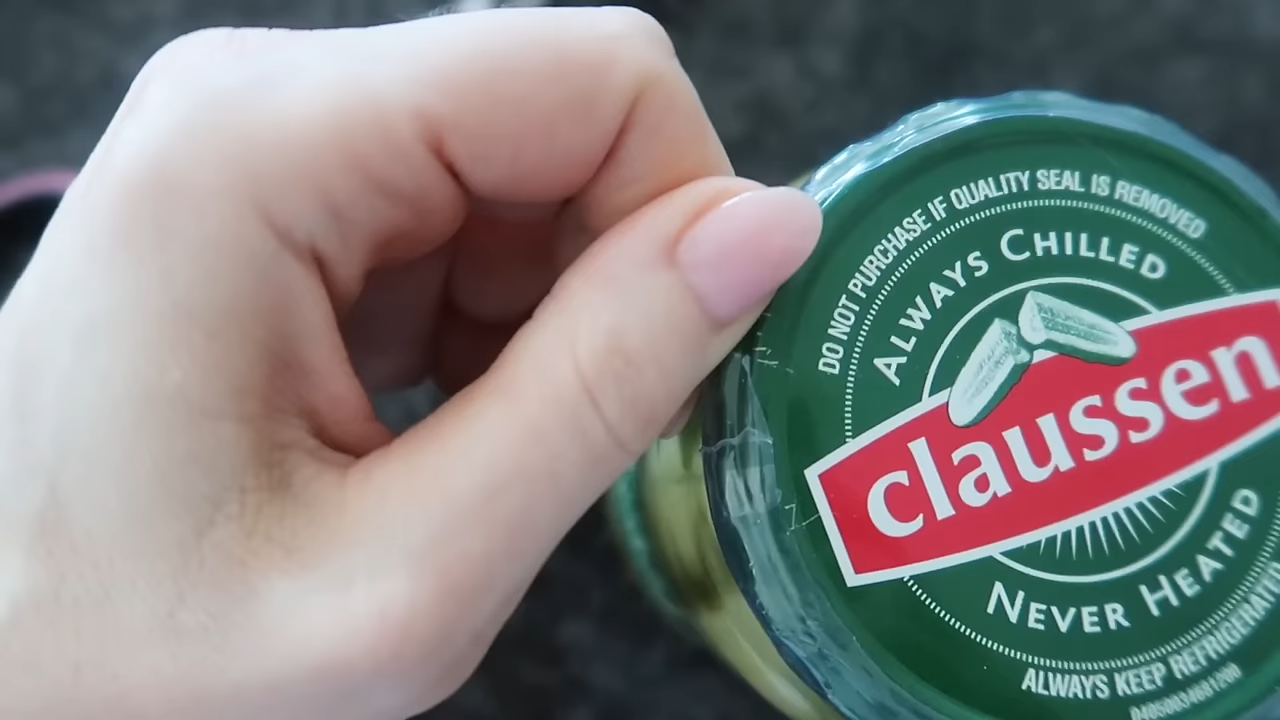 DO NOT PURCHASE IF QUALITY SEAL IS REMOVED
ALWAYS CHILLED
claussen
NEVER HEATED
ALWAYS KEEP REFRIGERATED